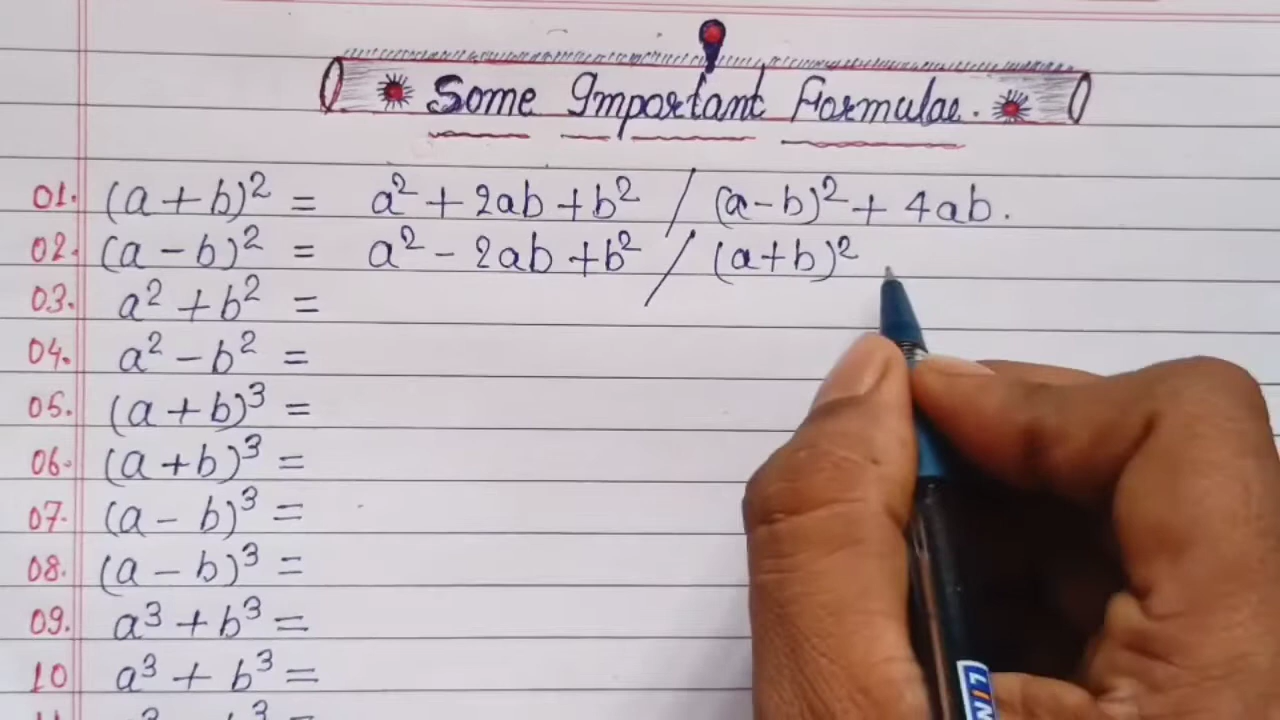 Some Important Formulae.
01. (a + b)² = a² + 2ab + b² / (a - b)² + 4ab.
02. (a - b)² = a² - 2ab + b² / (a + b)²
03. a² + b² =
04. a² - b² =
05. (a + b)³ =
06. (a + b)³ =
07. (a - b)³ =
08. (a - b)³ =
09. a³ + b³ =
10 a³ + b³ =
LIN